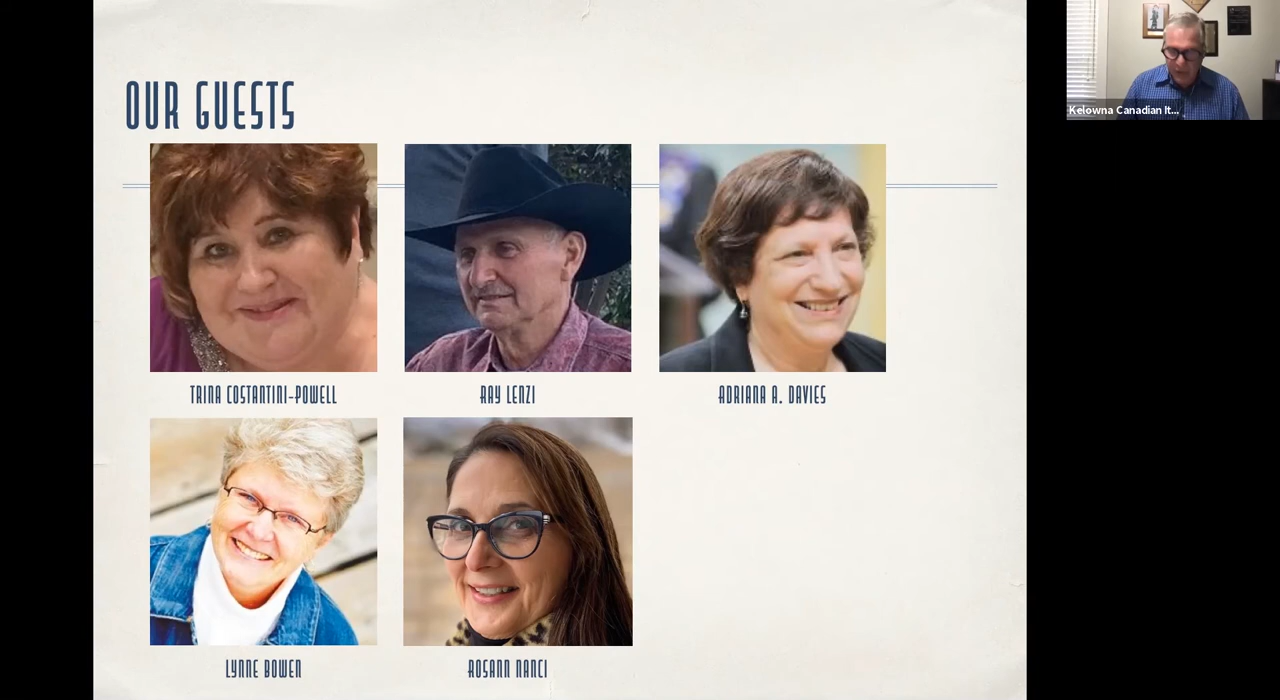 OUR GUESTS
Kelowna Canadian It...
TRINA COSTANTINI-POWELL
RAY LENZI
ADRIANA A. DAVIES
LYNNE BOWEN
ROSANN NANCI